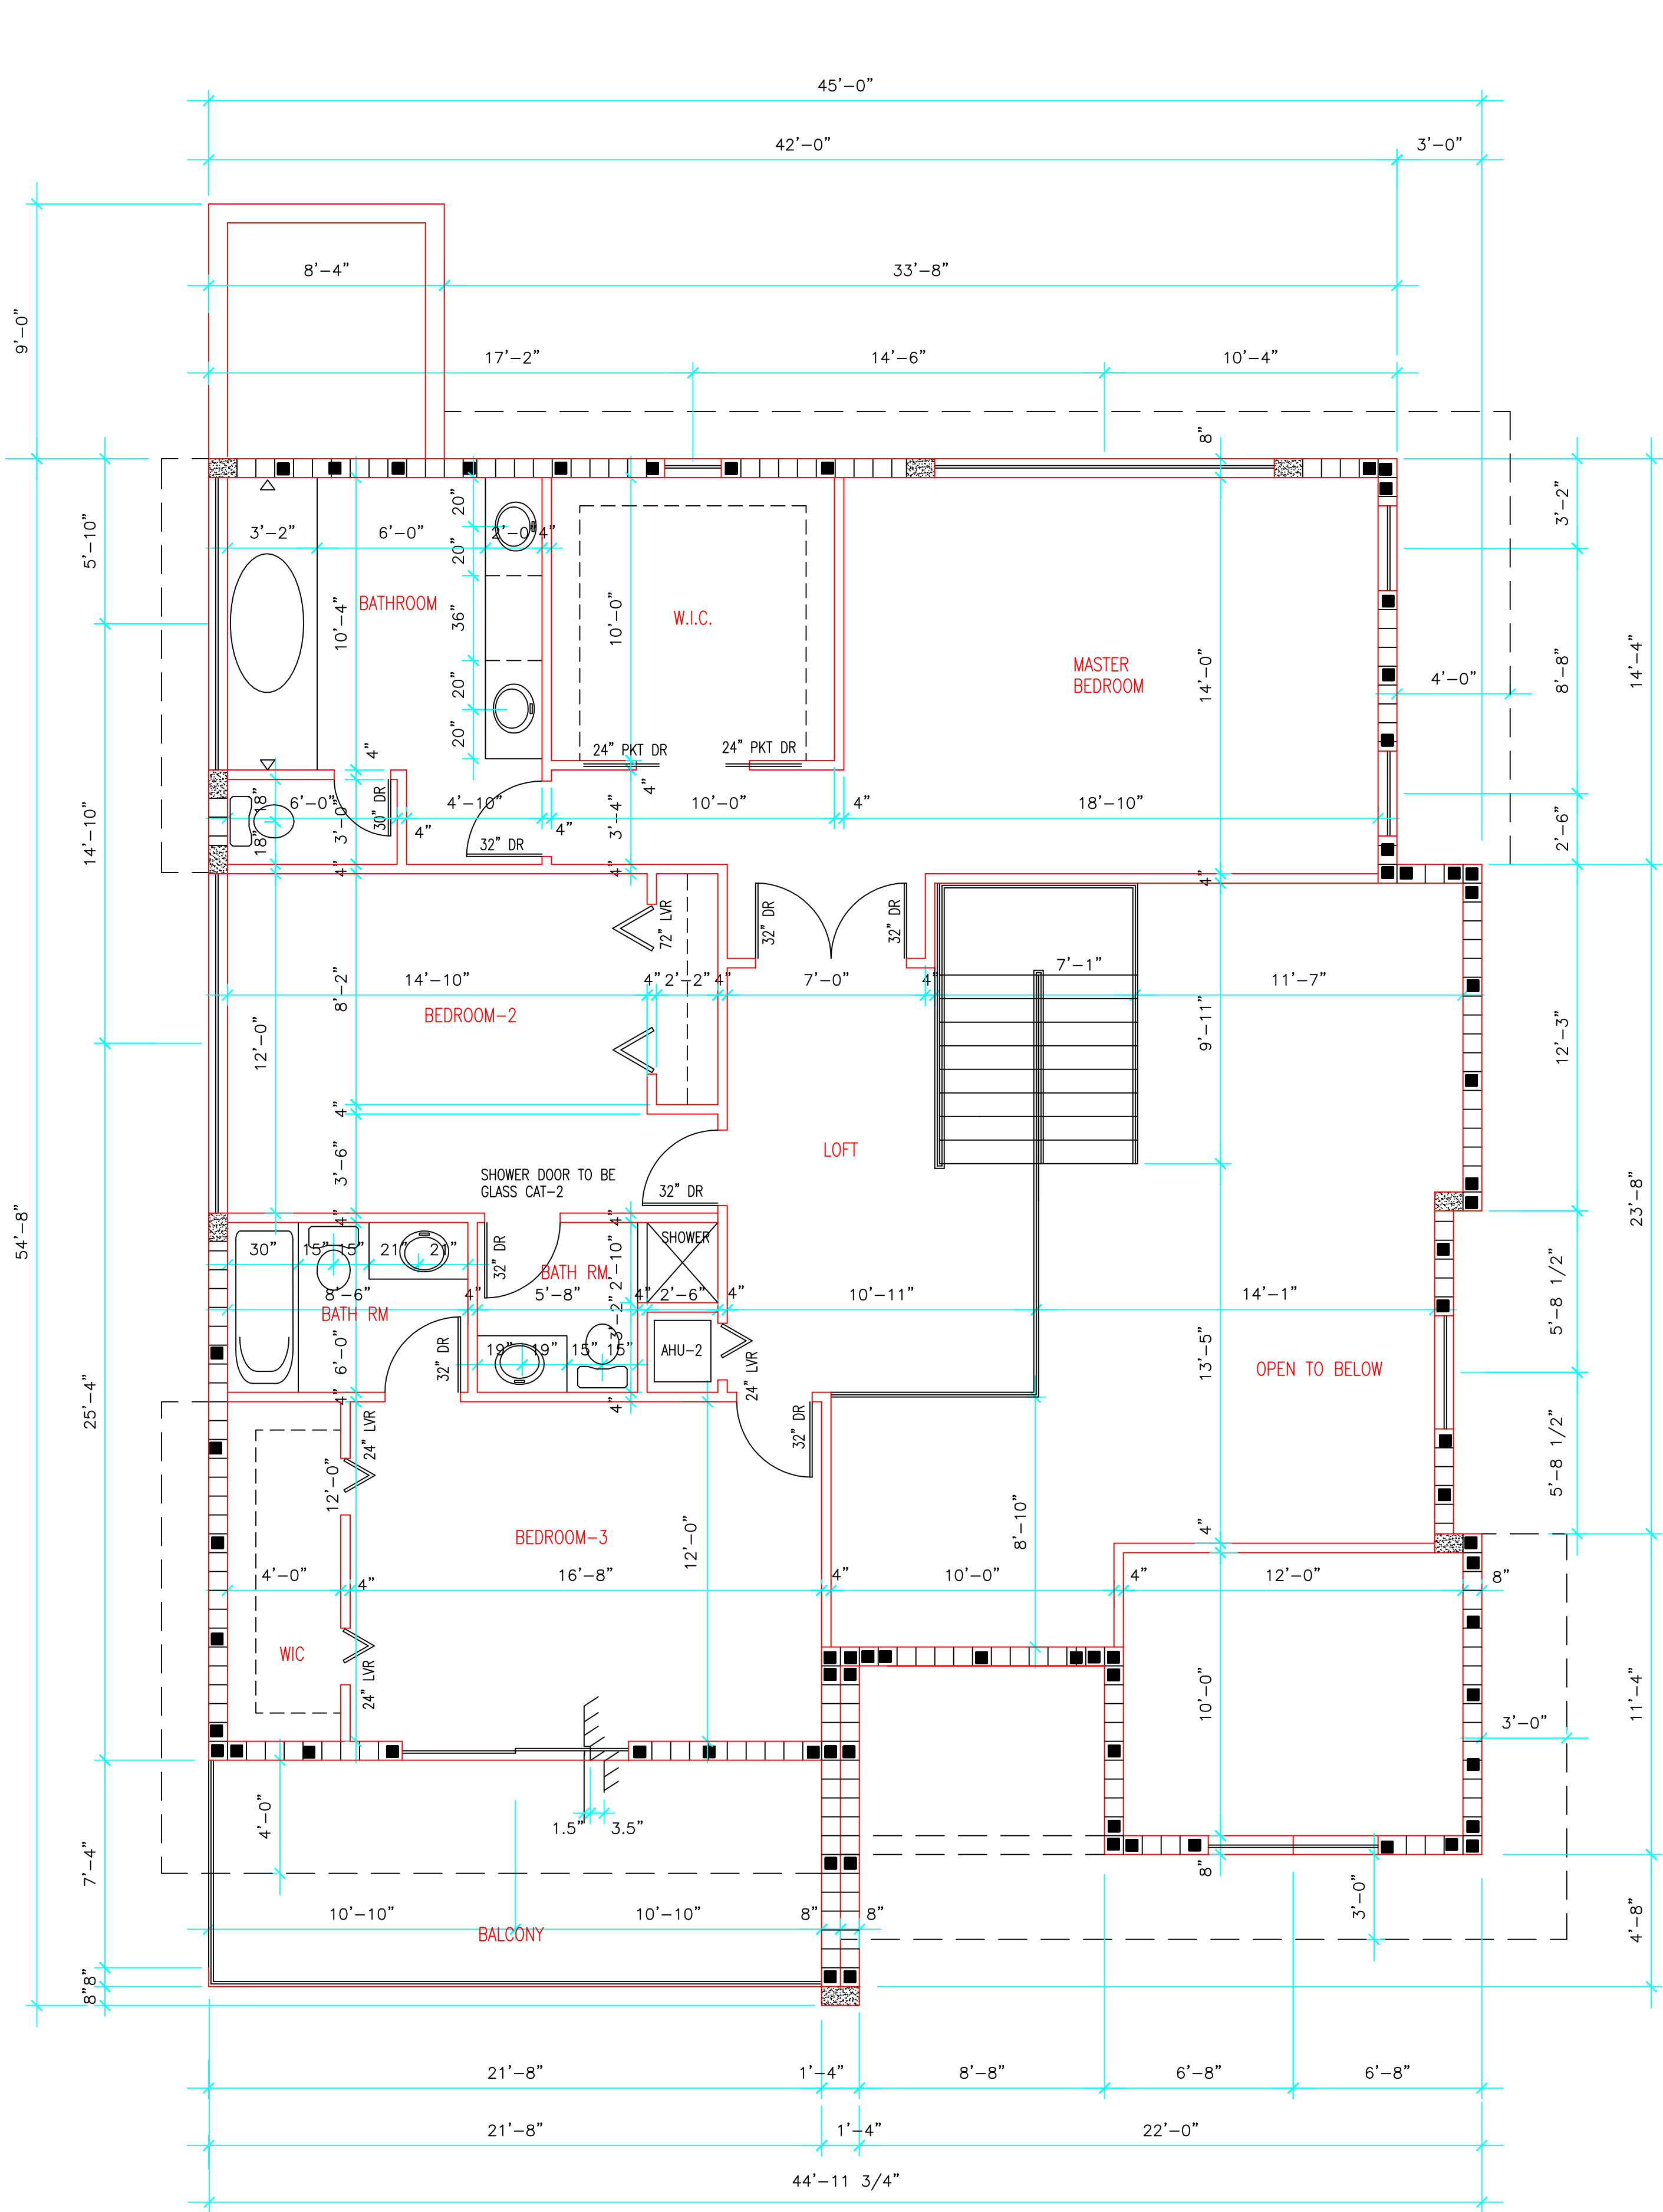 45'-0"
42'-0" 3'-0"
8'-4" 33'-8"
9'-0"
17'-2" 14'-6" 10'-4"
8"
5'-10"
3'-2"
3'-2" 6'-0" 2'-0" 4"
20"
20"
36"
20"
20"
BATHROOM
10'-4"
10'-0"
W.I.C.
MASTER
BEDROOM
14'-0"
4'-0"
8'-8"
14'-4"
24" PKT DR 24" PKT DR
4"
4"
6'-0" 4'-10" 10'-0" 4" 18'-10"
18"
18"
3'-0"
30" DR
4"
4"
32" DR
3'-4"
2'-6"
14'-10"
4"
4"
4"
72" LVR
32" DR
32" DR
7'-1"
14'-10" 4" 2'-2" 4" 7'-0" 4" 11'-7"
8'-2"
BEDROOM-2
12'-0"
9'-11"
12'-3"
4"
LOFT
3'-6"
SHOWER DOOR TO BE
GLASS CAT-2
32" DR
23'-8"
54'-8"
4"
4"
SHOWER
30" 15" 15" 21" 21"
32" DR
BATH RM
2'-10"
8'-6" 4" 5'-8" 4" 2'-6" 4" 10'-11" 14'-1"
BATH RM
5'-8 1/2"
6'-0"
32" DR
3'-2"
19" 19" 15" 15"
AHU-2
24" LVR
13'-5"
OPEN TO BELOW
25'-4"
4"
4"
24" LVR
32" DR
5'-8 1/2"
12'-0"
BEDROOM-3
12'-0"
8'-10"
4"
4'-0" 4" 16'-8" 4" 10'-0" 4" 12'-0" 8"
WIC
24" LVR
10'-0"
11'-4"
3'-0"
4'-0"
1.5" 3.5"
7'-4"
8"
3'-0"
10'-10" 10'-10" 8" 8"
BALCONY
4'-8"
8"
8"
21'-8" 1'-4" 8'-8" 6'-8" 6'-8"
21'-8" 1'-4" 22'-0"
44'-11 3/4"